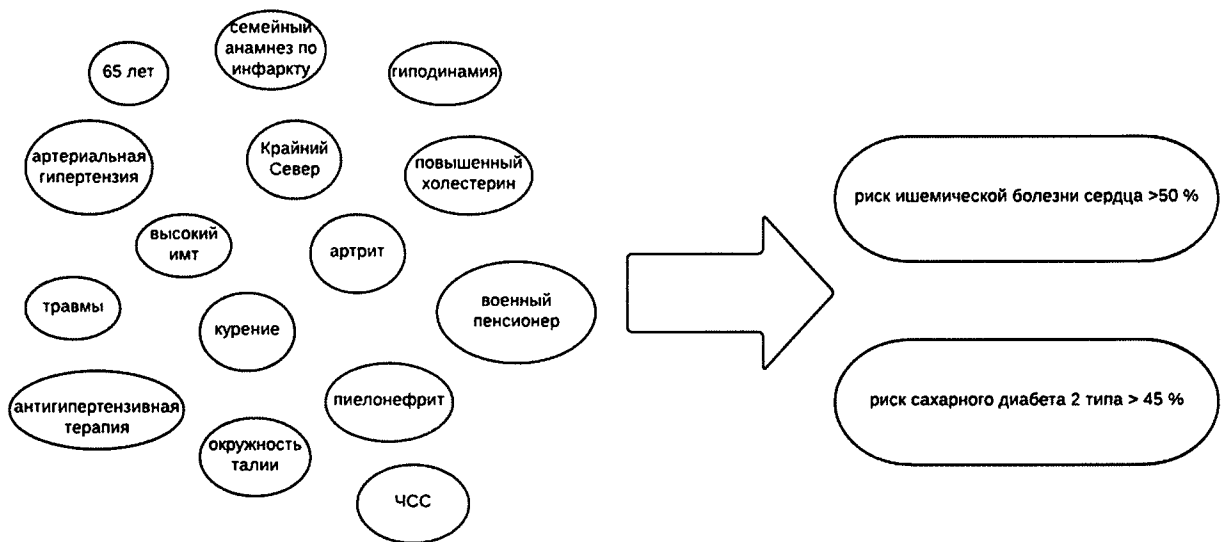 семейный
анамнез по
инфаркту
65 лет
гиподинамия
артериальная
гипертензия
Крайний
Север
повышенный
холестерин
высокий
имт
артрит
травмы
курение
военный
пенсионер
антигипертензивная
терапия
пиелонефрит
окружность
талии
ЧСС
риск ишемической болезни сердца >50 %
риск сахарного диабета 2 типа > 45 %